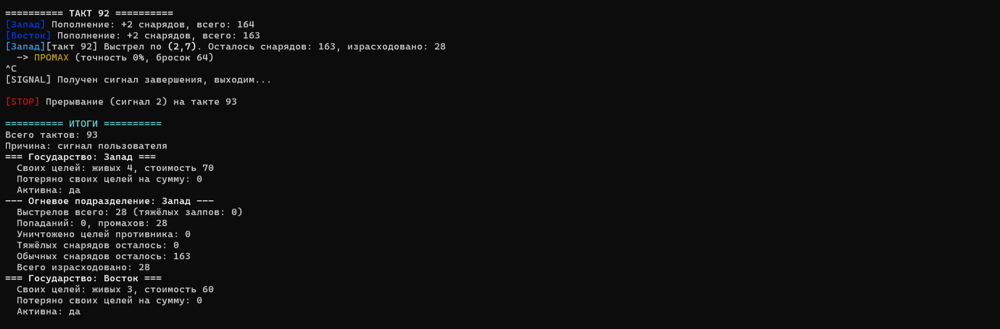 ========== ТАКТ 92 ==========
[Запад] Пополнение: +2 снарядов, всего: 164
[Восток] Пополнение: +2 снарядов, всего: 163
[Запад][такт 92] Выстрел по (2,7). Осталось снарядов: 163, израсходовано: 28
  —> ПРОМАХ (точность 0%, бросок 64)
^C
[SIGNAL] Получен сигнал завершения, выходим...

[STOP] Прерывание (сигнал 2) на такте 93

========== ИТОГИ ==========
Всего тактов: 93
Причина: сигнал пользователя
=== Государство: Запад ===
  Своих целей: живых 4, стоимость 70
  Потеряно своих целей на сумму: 0
  Активна: да
--- Огневое подразделение: Запад ---
  Выстрелов всего: 28 (тяжёлых залпов: 0)
  Попаданий: 0, промахов: 28
  Уничтожено целей противника: 0
  Тяжёлых снарядов осталось: 0
  Обычных снарядов осталось: 163
  Всего израсходовано: 28
=== Государство: Восток ===
  Своих целей: живых 3, стоимость 60
  Потеряно своих целей на сумму: 0
  Активна: да